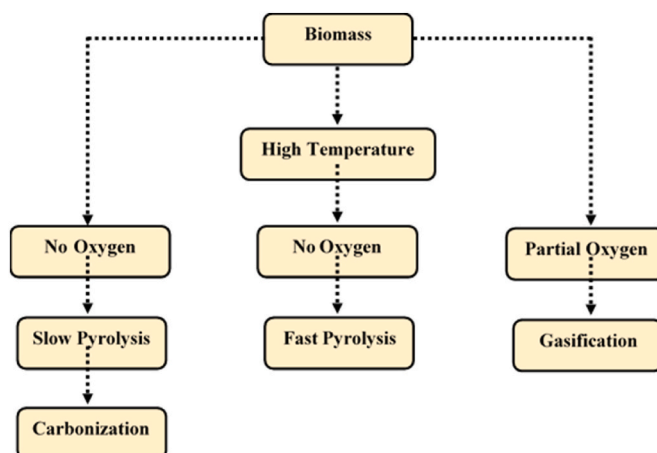 Biomass
High Temperature
No Oxygen
No Oxygen
Partial Oxygen
Slow Pyrolysis
Fast Pyrolysis
Gasification
Carbonization